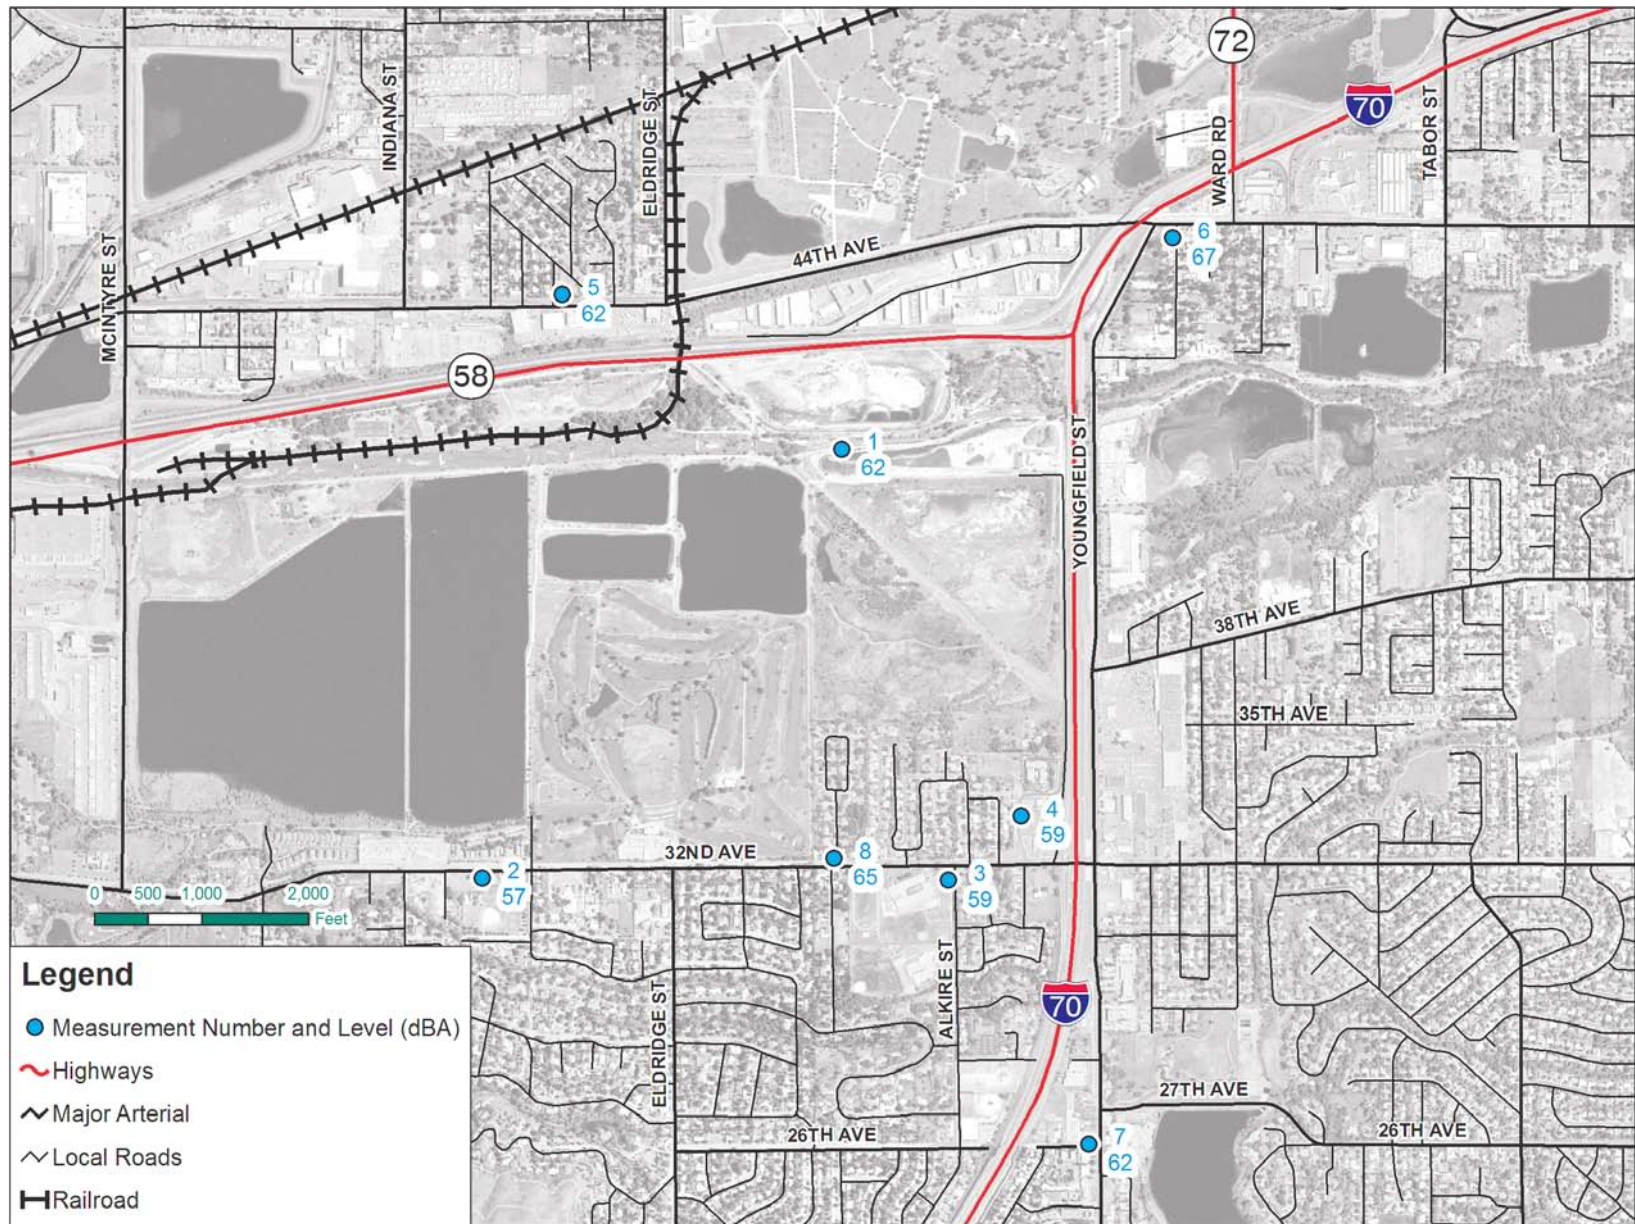 72
70
INDIANA ST
ELDRIDGE ST
WARD RD
TABOR ST
MCINTYRE ST
44TH AVE
6
67
5
62
58
1
62
YOUNGFIELD ST
38TH AVE
35TH AVE
4
59
32ND AVE
8
65
2
57
3
59
0 500 1,000 2,000
Feet
ELDRIDGE ST
ALKIRE ST
70
27TH AVE
26TH AVE
26TH AVE
7
62
Legend
Measurement Number and Level (dBA)
Highways
Major Arterial
Local Roads
Railroad